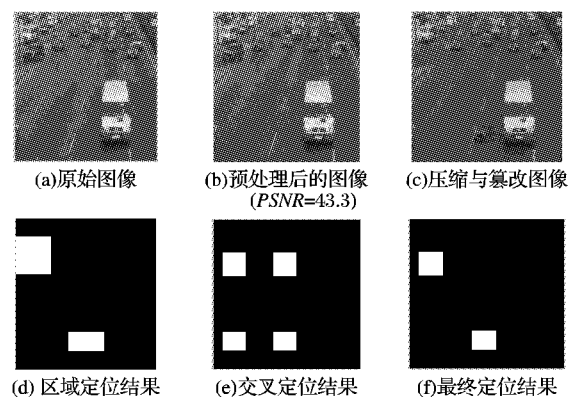 (a)原始图像
(b)预处理后的图像
(PSNR=43.3)
(c)压缩与篡改图像
(d) 区域定位结果
(e)交叉定位结果
(f)最终定位结果